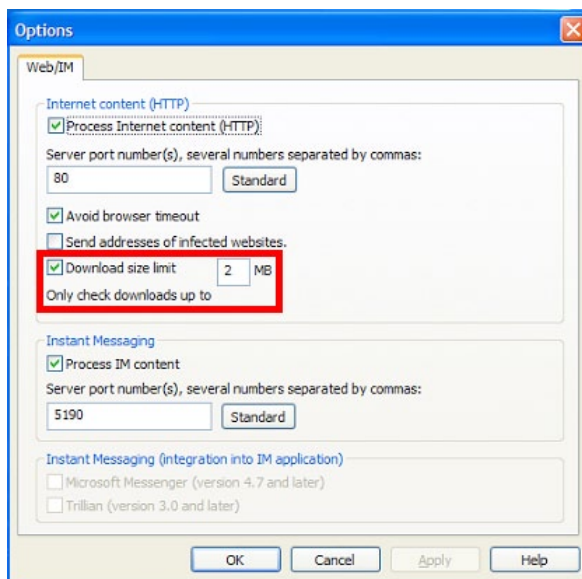 Options
Web/IM
Internet content (HTTP)
Process Internet content (HTTP)
Server port number(s), several numbers separated by commas:
80 Standard
Avoid browser timeout
Send addresses of infected websites.
Download size limit 2 MB
Only check downloads up to
Instant Messaging
Process IM content
Server port number(s), several numbers separated by commas:
5190 Standard
Instant Messaging (integration into IM application)
Microsoft Messenger (version 4.7 and later)
Trillian (version 3.0 and later)
OK Cancel Apply Help